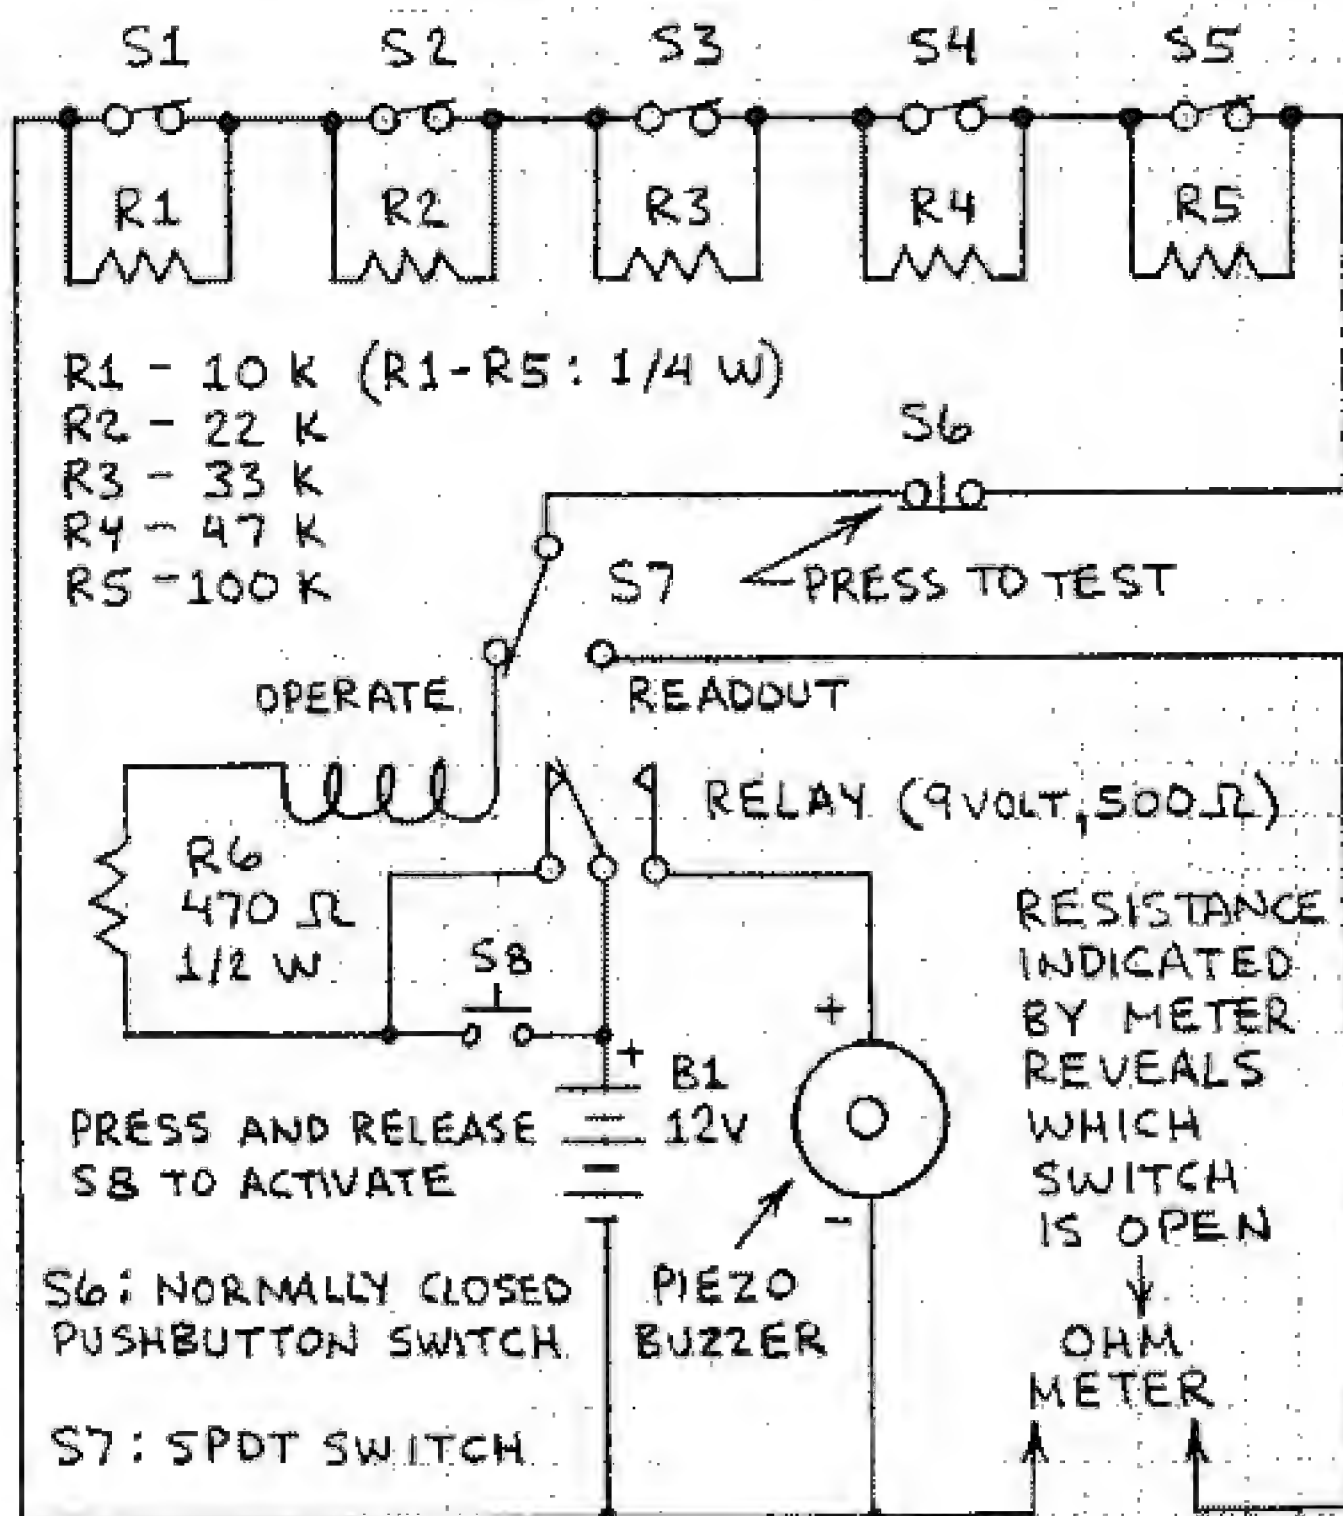 S1 S2 S3 S4 S5
R1 R2 R3 R4 R5
R1 - 10 K (R1-R5: 1/4 W)
R2 - 22 K
R3 - 33 K
R4 - 47 K
R5 - 100 K
S6
S7
PRESS TO TEST
OPERATE
READOUT
RELAY (9 VOLT, 500 Ω)
R6
470 Ω
1/2 W
S8
+
B1
12V
PRESS AND RELEASE
S8 TO ACTIVATE
+
-
PIEZO
BUZZER
RESISTANCE
INDICATED
BY METER
REVEALS
WHICH
SWITCH
IS OPEN
OHM
METER
S6: NORMALLY CLOSED
PUSHBUTTON SWITCH
S7: SPDT SWITCH